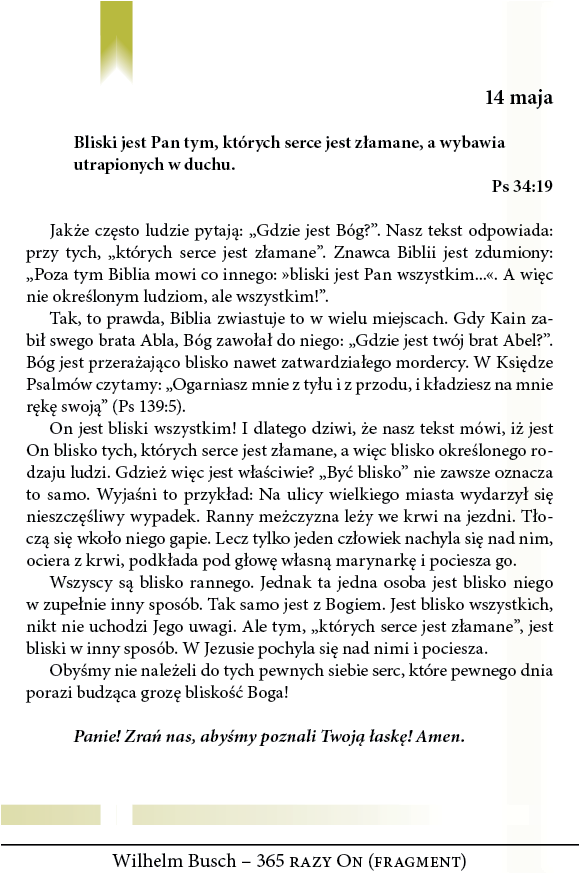 14 maja
Bliski jest Pan tym, których serce jest złamane, a wybawia
utrapionych w duchu.
Ps 34:19
Jakże często ludzie pytają: „Gdzie jest Bóg?”. Nasz tekst odpowiada:
przy tych, „których serce jest złamane”. Znawca Biblii jest zdumiony:
„Poza tym Biblia mowi co innego: »bliski jest Pan wszystkim...«. A więc
nie określonym ludziom, ale wszystkim!”.
Tak, to prawda, Biblia zwiastuje to w wielu miejscach. Gdy Kain za-
bił swego brata Abla, Bóg zawołał do niego: „Gdzie jest twój brat Abel?”.
Bóg jest przerażająco blisko nawet zatwardziałego mordercy. W Księdze
Psalmów czytamy: „Ogarniasz mnie z tyłu i z przodu, i kładziesz na mnie
rękę swoją” (Ps 139:5).
On jest bliski wszystkim! I dlatego dziwi, że nasz tekst mówi, iż jest
On blisko tych, których serce jest złamane, a więc blisko określonego ro-
dzaju ludzi. Gdzież więc jest właściwie? „Być blisko” nie zawsze oznacza
to samo. Wyjaśni to przykład: Na ulicy wielkiego miasta wydarzył się
nieszczęśliwy wypadek. Ranny meżczyzna leży we krwi na jezdni. Tło-
czą się wkoło niego gapie. Lecz tylko jeden człowiek nachyla się nad nim,
ociera z krwi, podkłada pod głowę własną marynarkę i pociesza go.
Wszyscy są blisko rannego. Jednak ta jedna osoba jest blisko niego
w zupełnie inny sposób. Tak samo jest z Bogiem. Jest blisko wszystkich,
nikt nie uchodzi Jego uwagi. Ale tym, „których serce jest złamane”, jest
bliski w inny sposób. W Jezusie pochyla się nad nimi i pociesza.
Obyśmy nie należeli do tych pewnych siebie serc, które pewnego dnia
porazi budząca grozę bliskość Boga!
Panie! Zrań nas, abyśmy poznali Twoją łaskę! Amen.
Wilhelm Busch – 365 razy On (fragment)